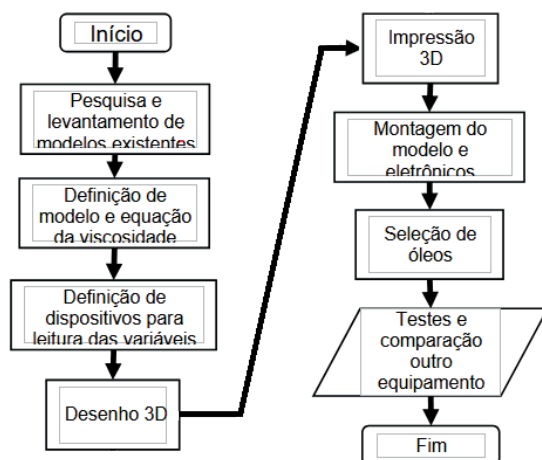 Início
Pesquisa e
levantamento de
modelos existentes
Definição de
modelo e equação
da viscosidade
Definição de
dispositivos para
leitura das variáveis
Desenho 3D
Impressão
3D
Montagem do
modelo e
eletrônicos
Seleção de
óleos
Testes e
comparação
outro
equipamento
Fim